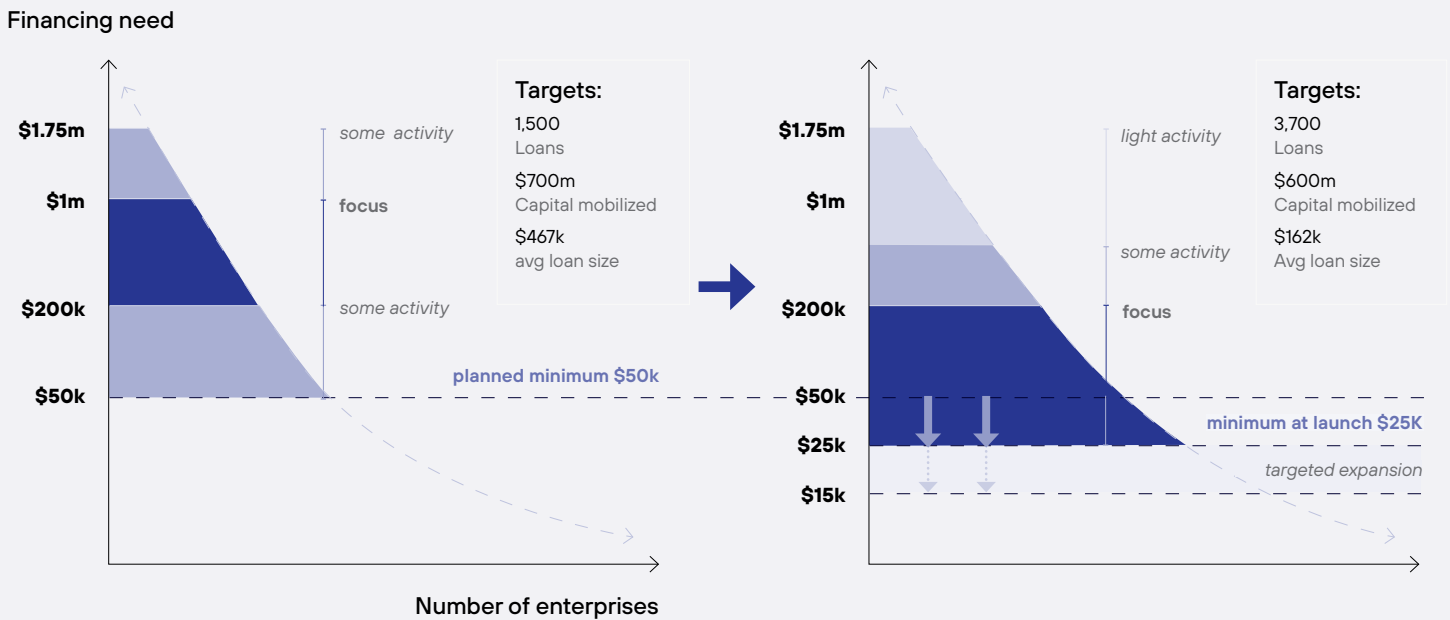 Financing need
$1.75m
$1m
$200k
$50k
some activity
focus
some activity
Targets:
1,500
Loans
$700m
Capital mobilized
$467k
avg loan size
planned minimum $50k
Number of enterprises
$1.75m
$1m
$200k
$50k
$25k
$15k
light activity
some activity
focus
Targets:
3,700
Loans
$600m
Capital mobilized
$162k
Avg loan size
minimum at launch $25K
targeted expansion